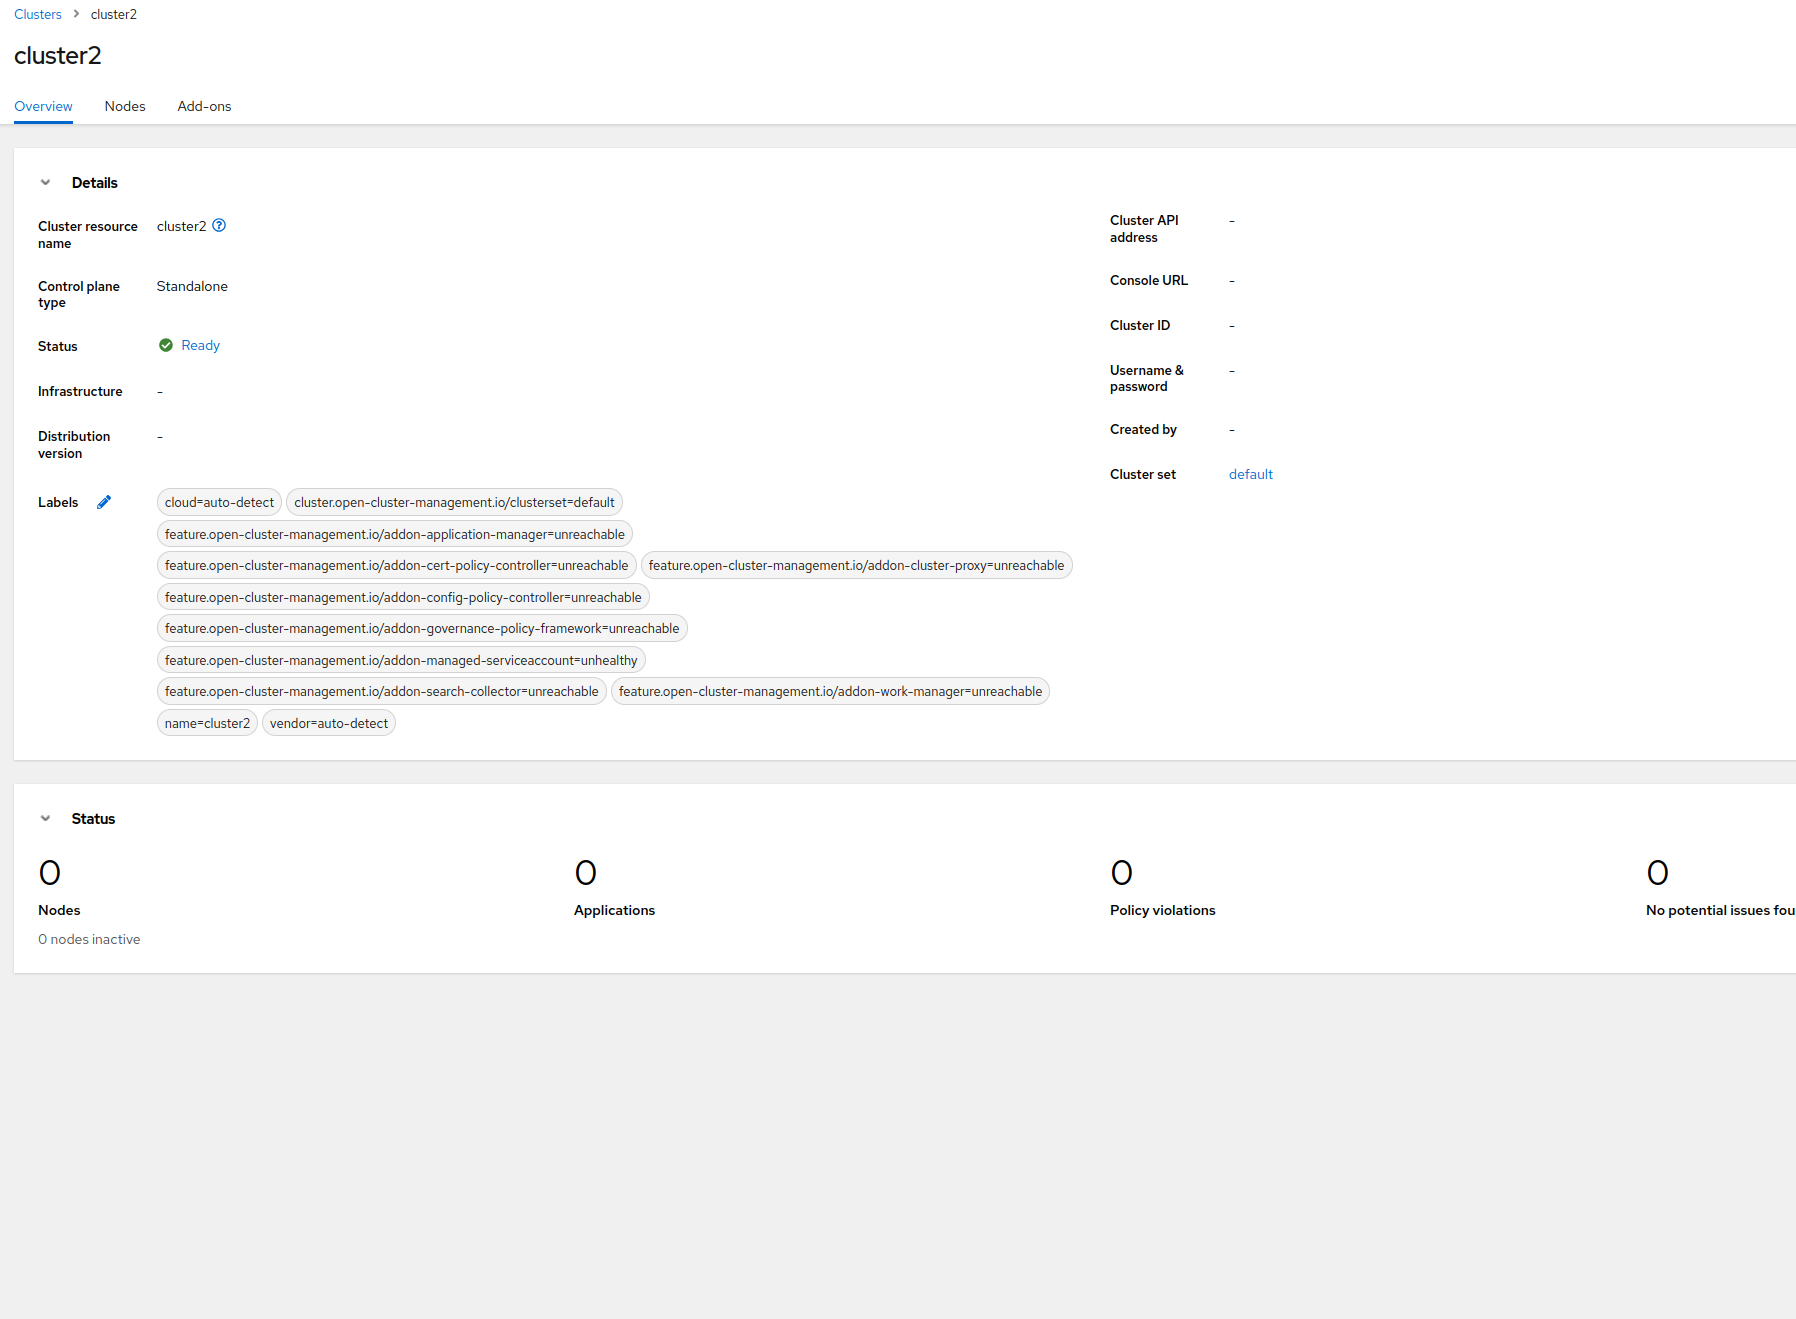 Clusters > cluster2
cluster2
Overview Nodes Add-ons
Details
Cluster resource name cluster2
Control plane type Standalone
Status Ready
Infrastructure -
Distribution version -
Labels
cloud=auto-detect cluster.open-cluster-management.io/clusterset=default
feature.open-cluster-management.io/addon-application-manager=unreachable
feature.open-cluster-management.io/addon-cert-policy-controller=unreachable feature.open-cluster-management.io/addon-cluster-proxy=unreachable
feature.open-cluster-management.io/addon-config-policy-controller=unreachable
feature.open-cluster-management.io/addon-governance-policy-framework=unreachable
feature.open-cluster-management.io/addon-managed-serviceaccount=unhealthy
feature.open-cluster-management.io/addon-search-collector=unreachable feature.open-cluster-management.io/addon-work-manager=unreachable
name=cluster2 vendor=auto-detect
Cluster API address -
Console URL -
Cluster ID -
Username & password -
Created by -
Cluster set default
Status
0
Nodes
0 nodes inactive
0
Applications
0
Policy violations
0
No potential issues fou